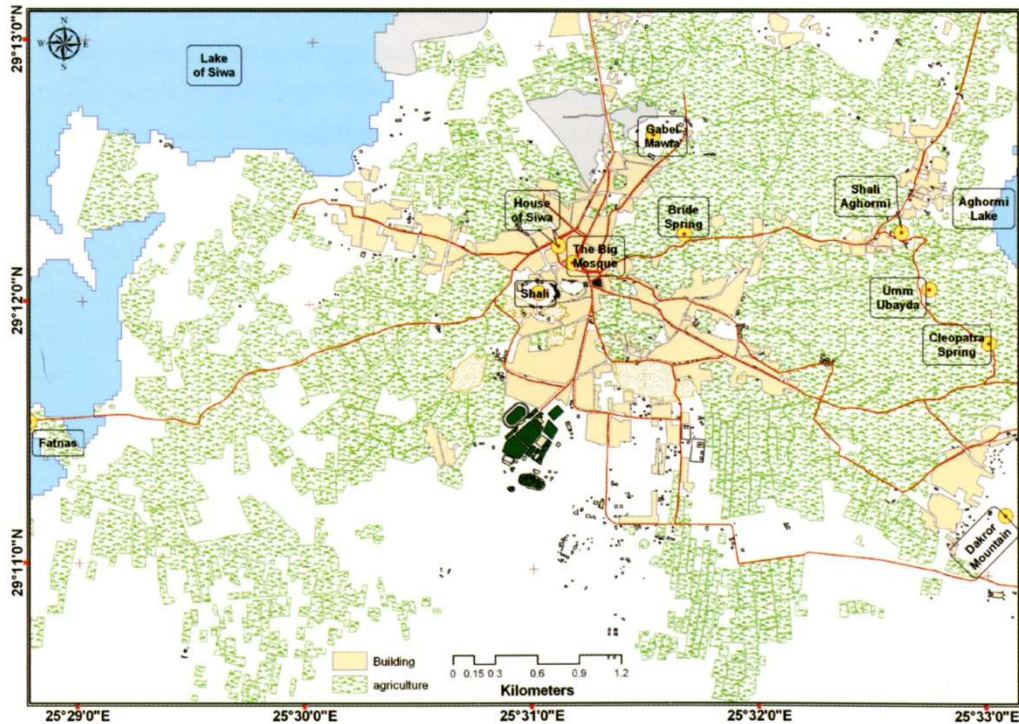 29°13'0"N
N
W
E
S
Lake
of Siwa
Gabel
Mawta
House
of Siwa
Bride
Spring
Shali
Aghormi
Aghormi
Lake
The Big
Mosque
29°12'0"N
Shali
Umm
Ubayda
Cleopatra
Spring
Fatnas
Dakror
Mountain
29°11'0"N
Building
agriculture
0 0.15 0.3 0.6 0.9 1.2
Kilometers
25°29'0"E 25°30'0"E 25°31'0"E 25°32'0"E 25°33'0"E